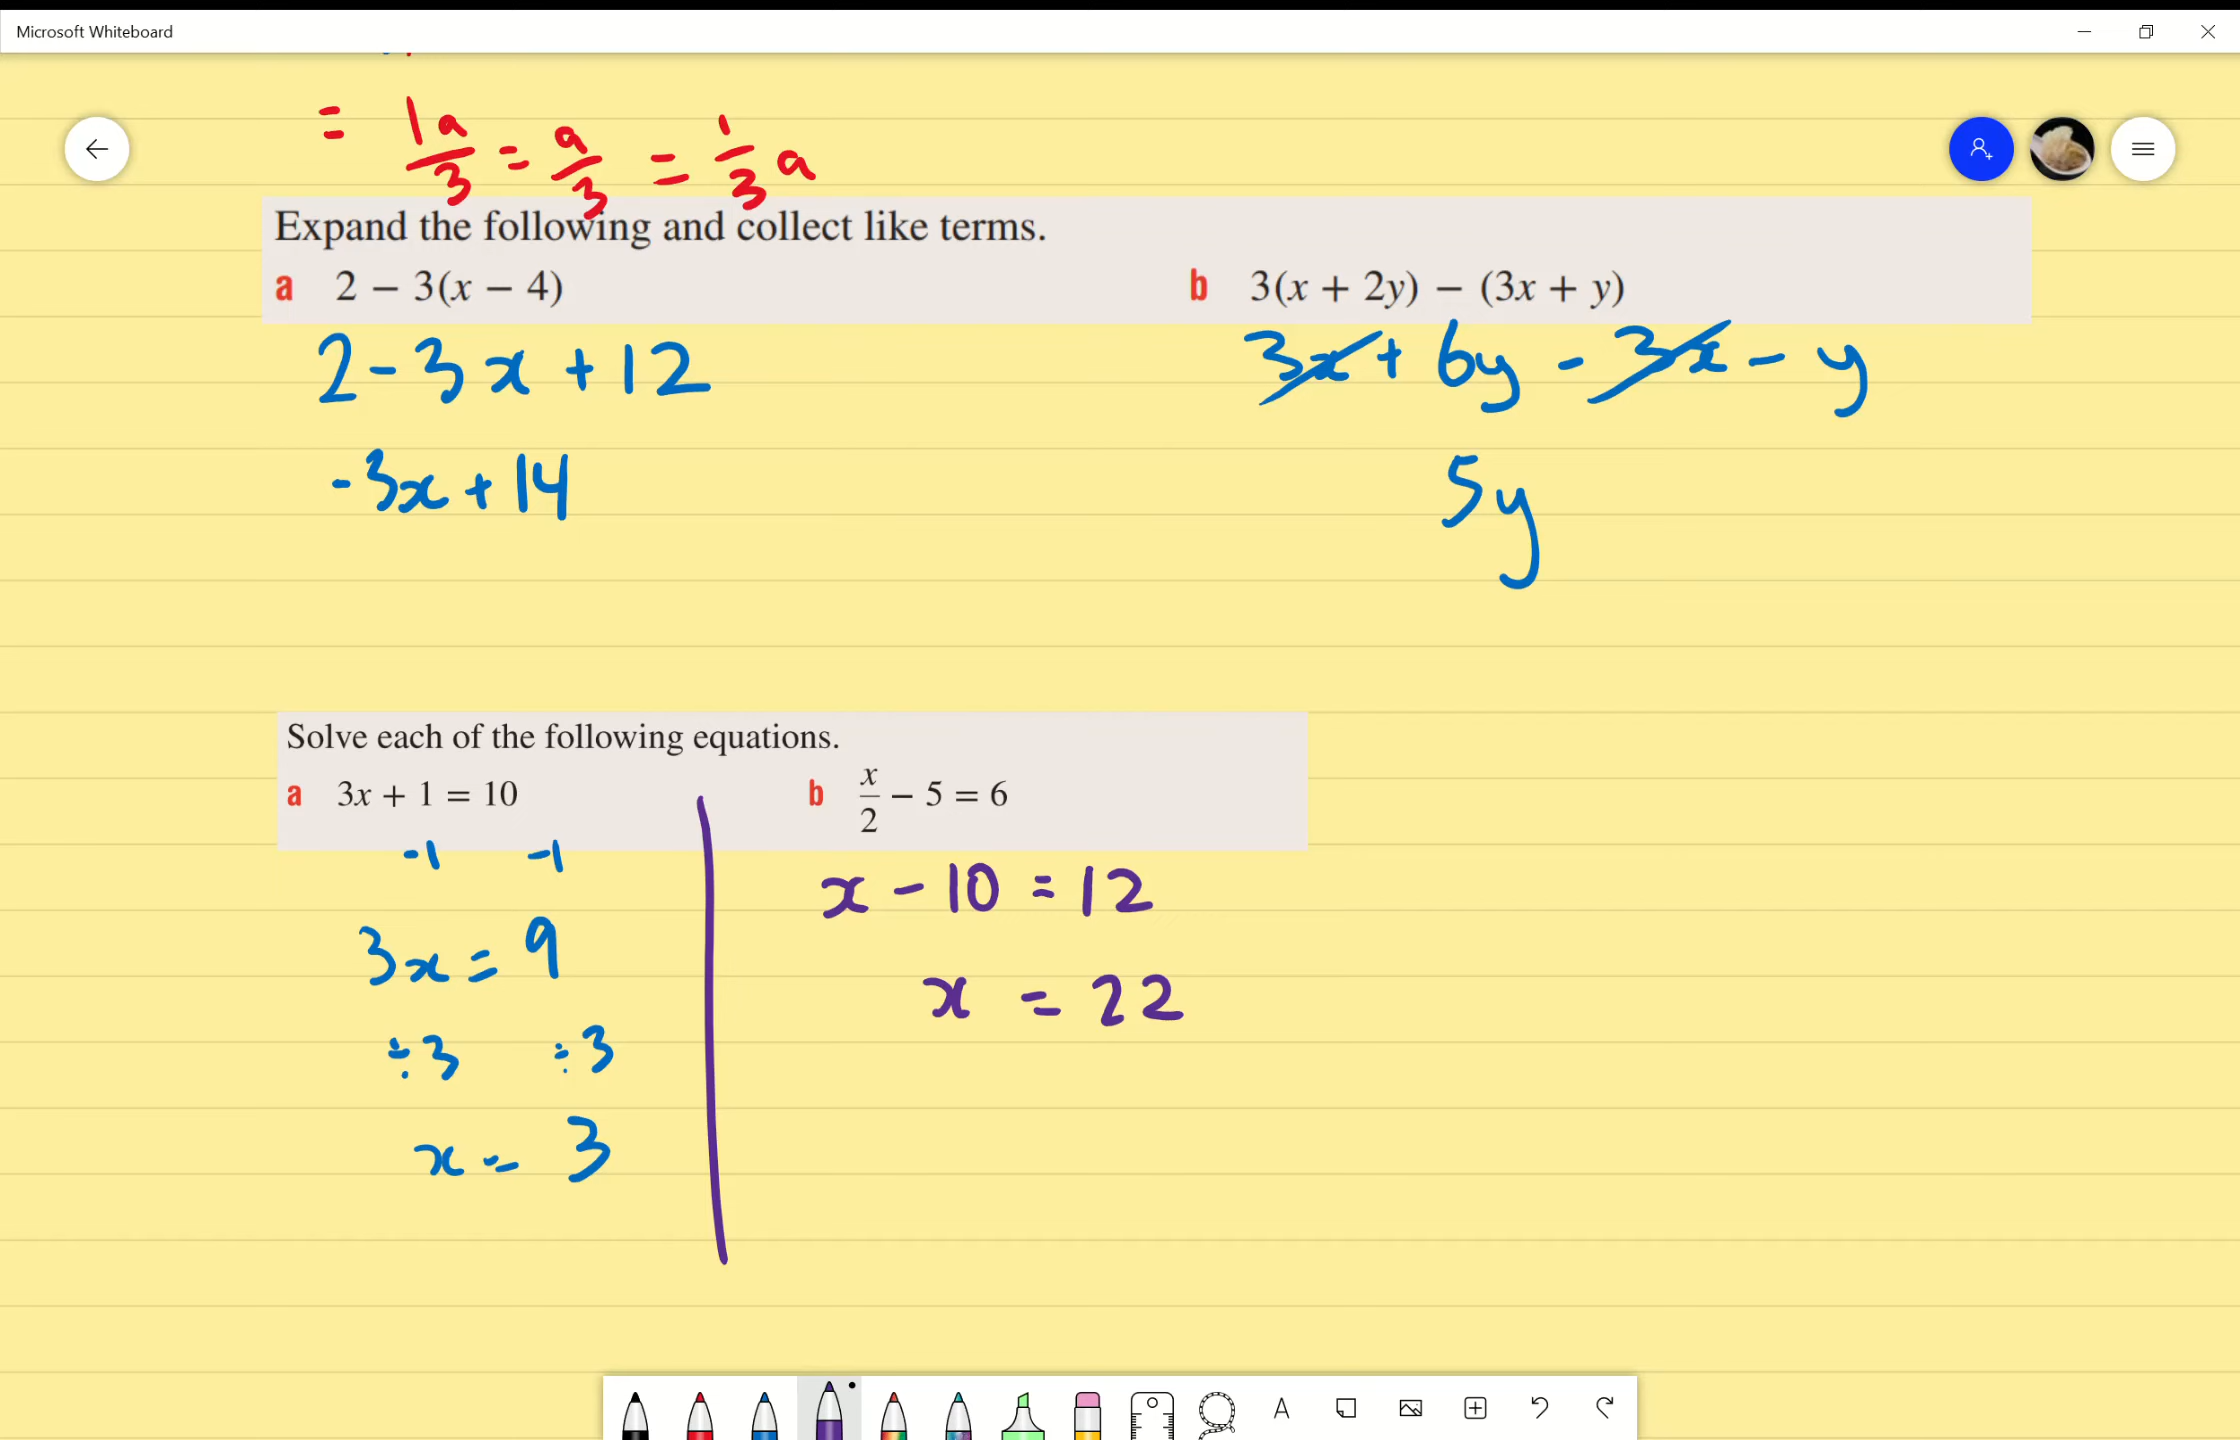 Microsoft Whiteboard
= 1a/3 = a/3 = 1/3 a
Expand the following and collect like terms.
a 2 − 3(x − 4) b 3(x + 2y) − (3x + y)
2 - 3x + 12 3x + 6y - 3x - y
-3x + 14 5y
Solve each of the following equations.
a 3x + 1 = 10 b x/2 − 5 = 6
-1 -1
x - 10 = 12
3x = 9
x = 22
÷3 ÷3
x = 3
A